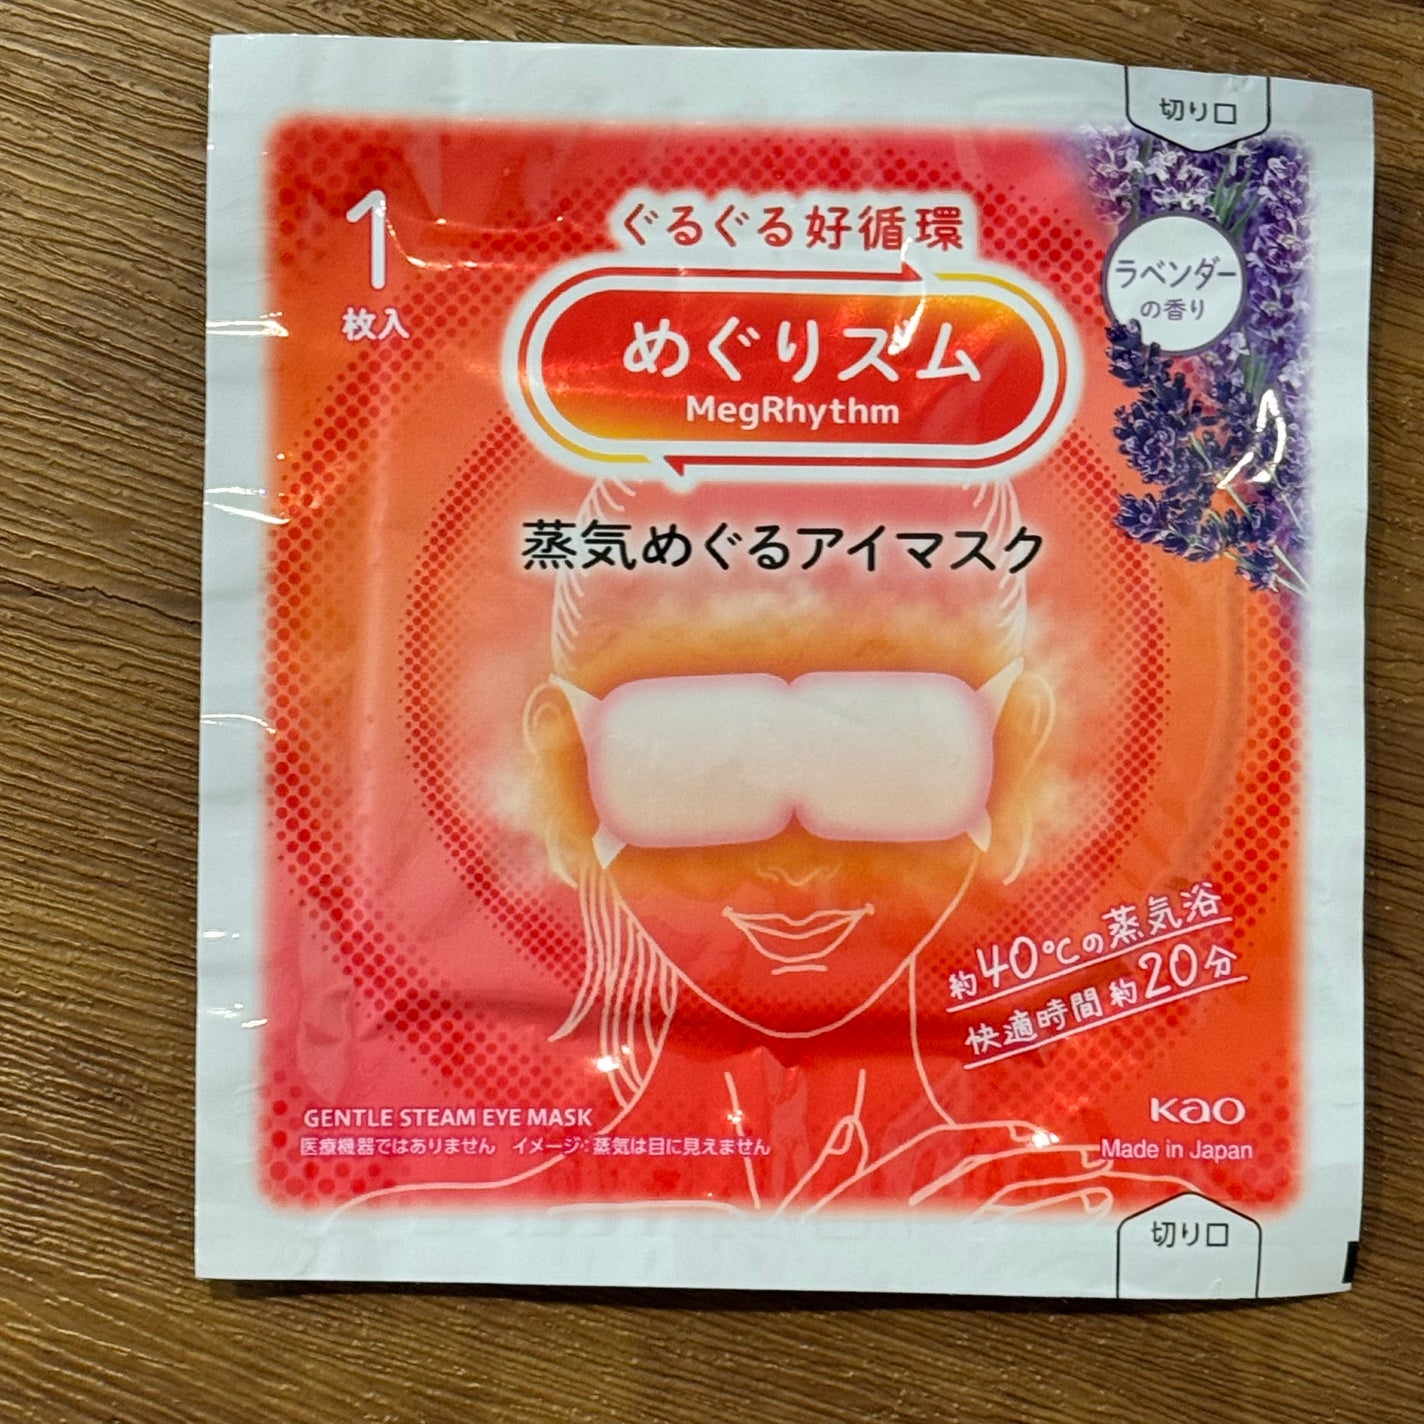 切り口
1
枚入
ぐるぐる好循環
めぐりズム
MegRhythm
ラベンダー
の香り
蒸気めぐるアイマスク
約40℃の蒸気浴
快適時間 約20分
GENTLE STEAM EYE MASK
医療機器ではありません　イメージ：蒸気は目に見えません
Kao
Made in Japan
切り口